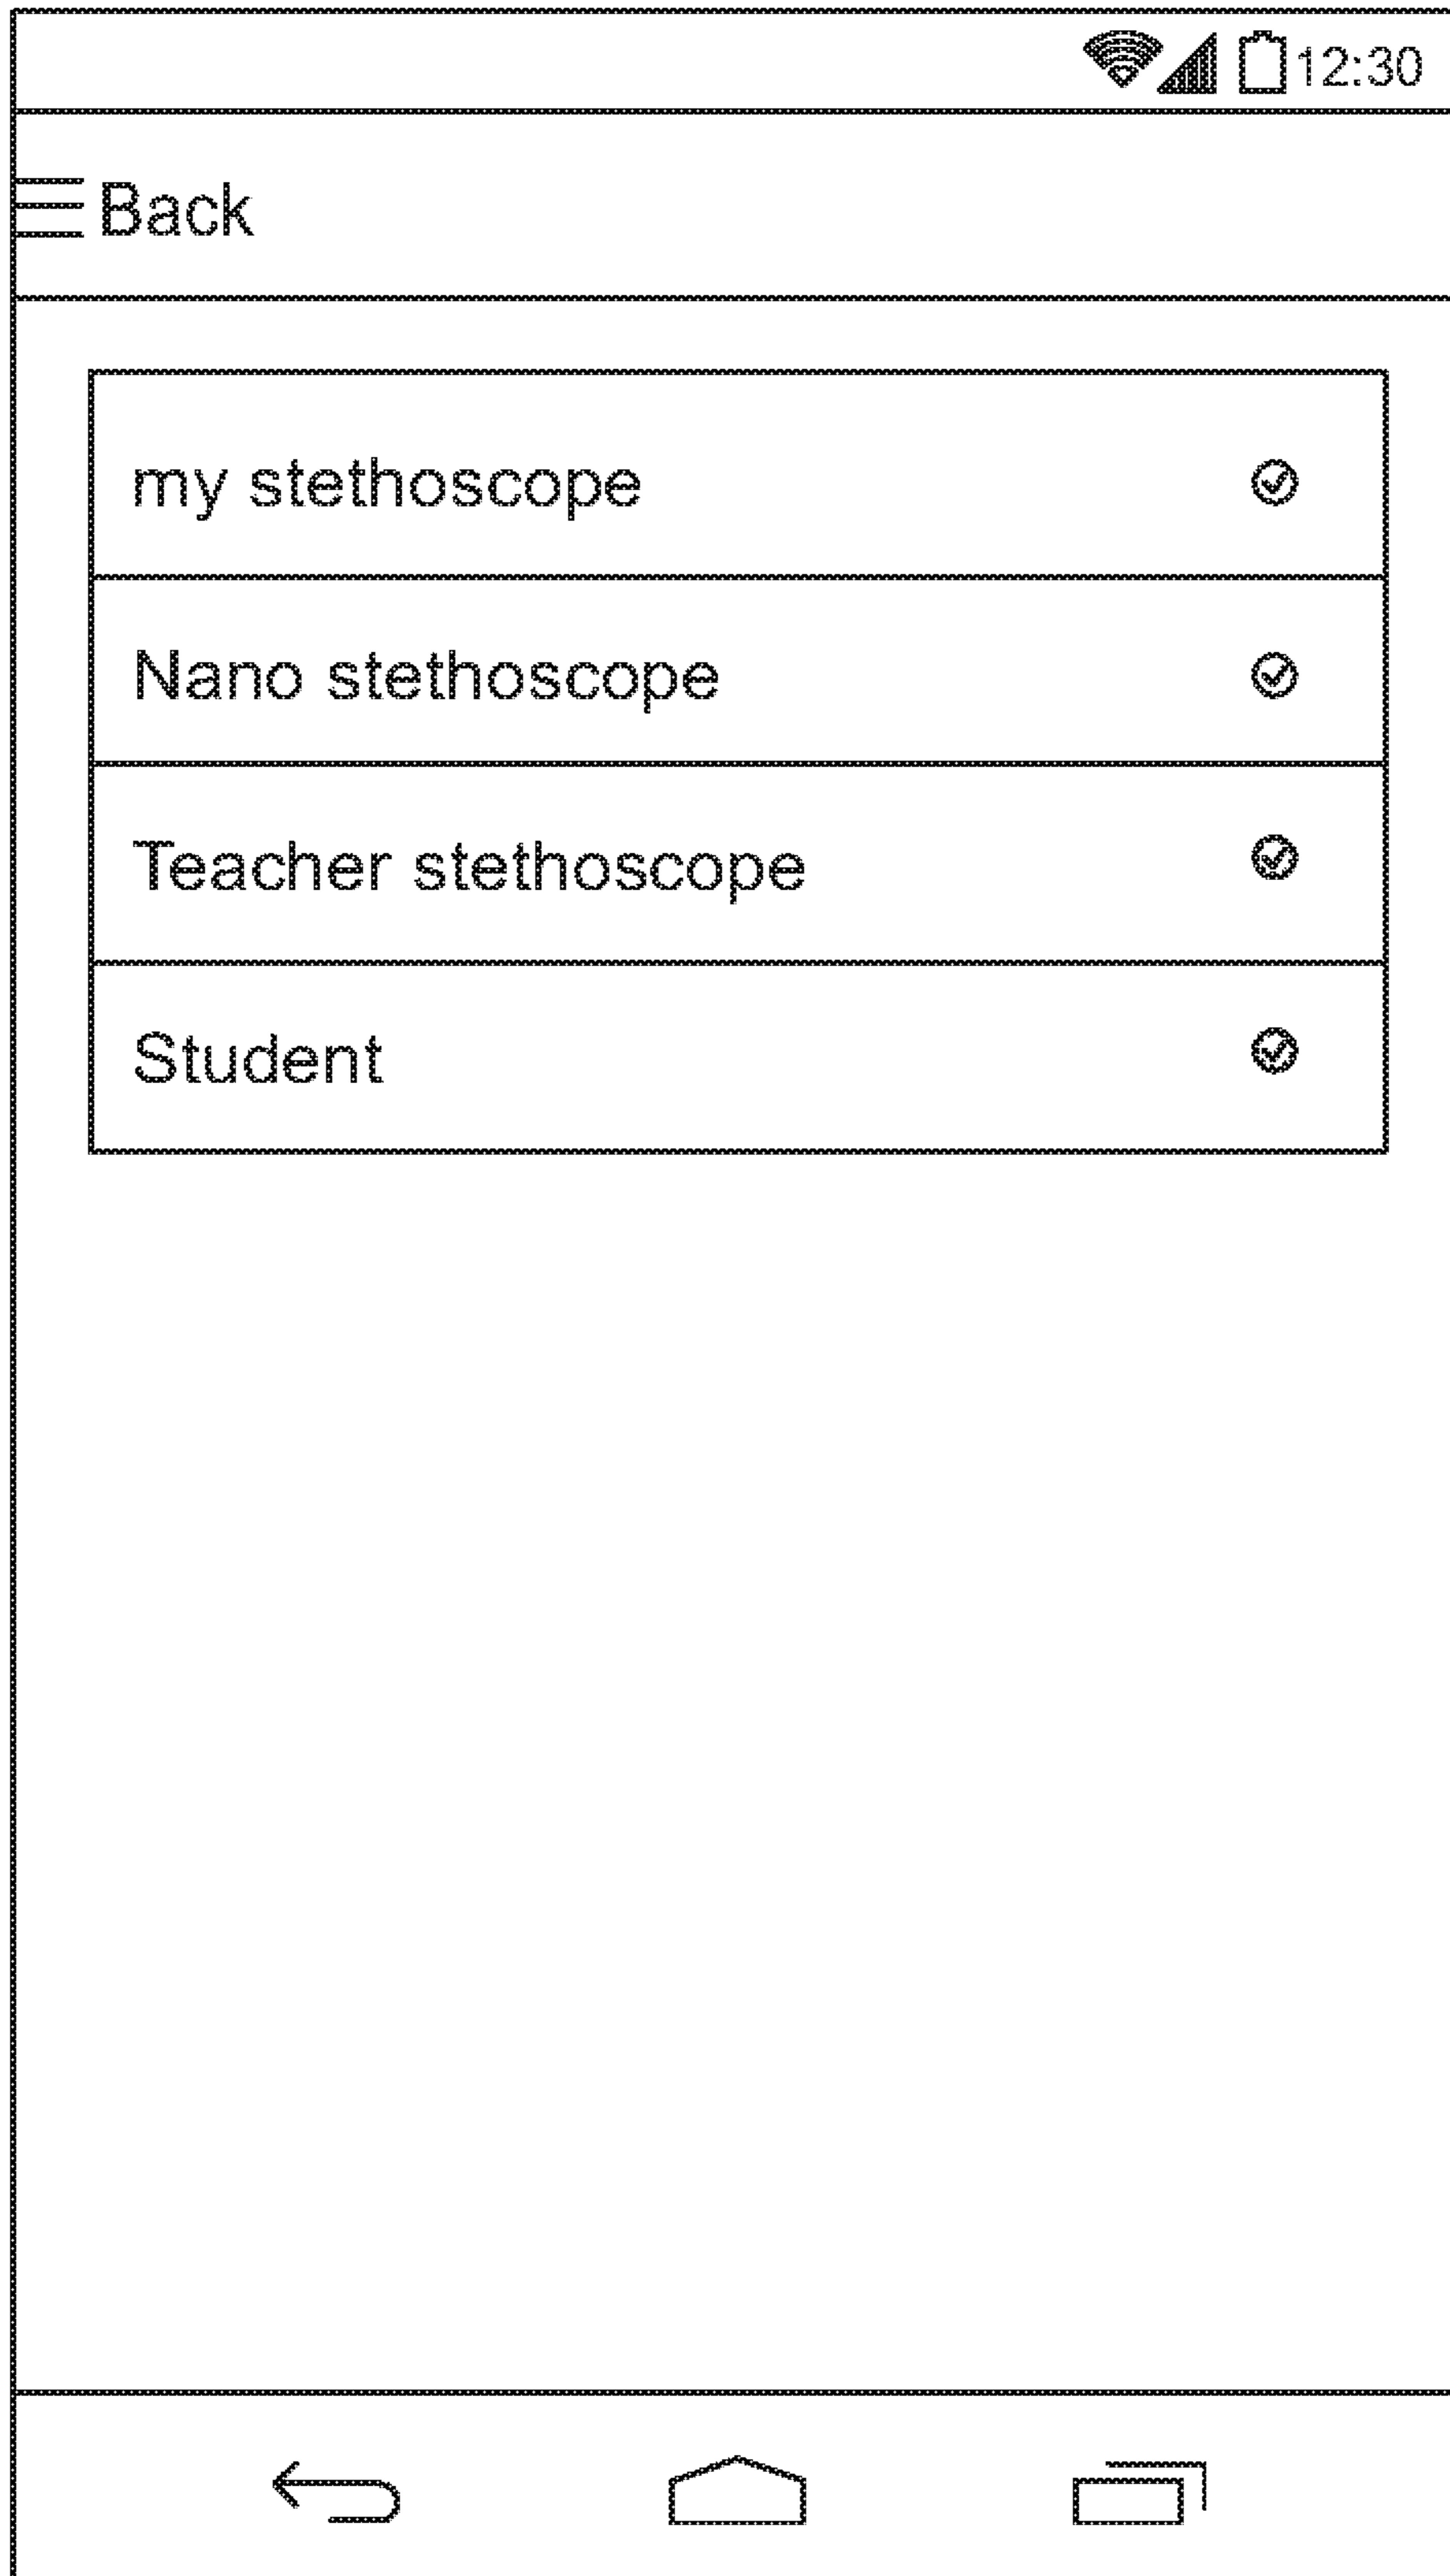 12:30
Back
my stethoscope
Nano stethoscope
Teacher stethoscope
Student